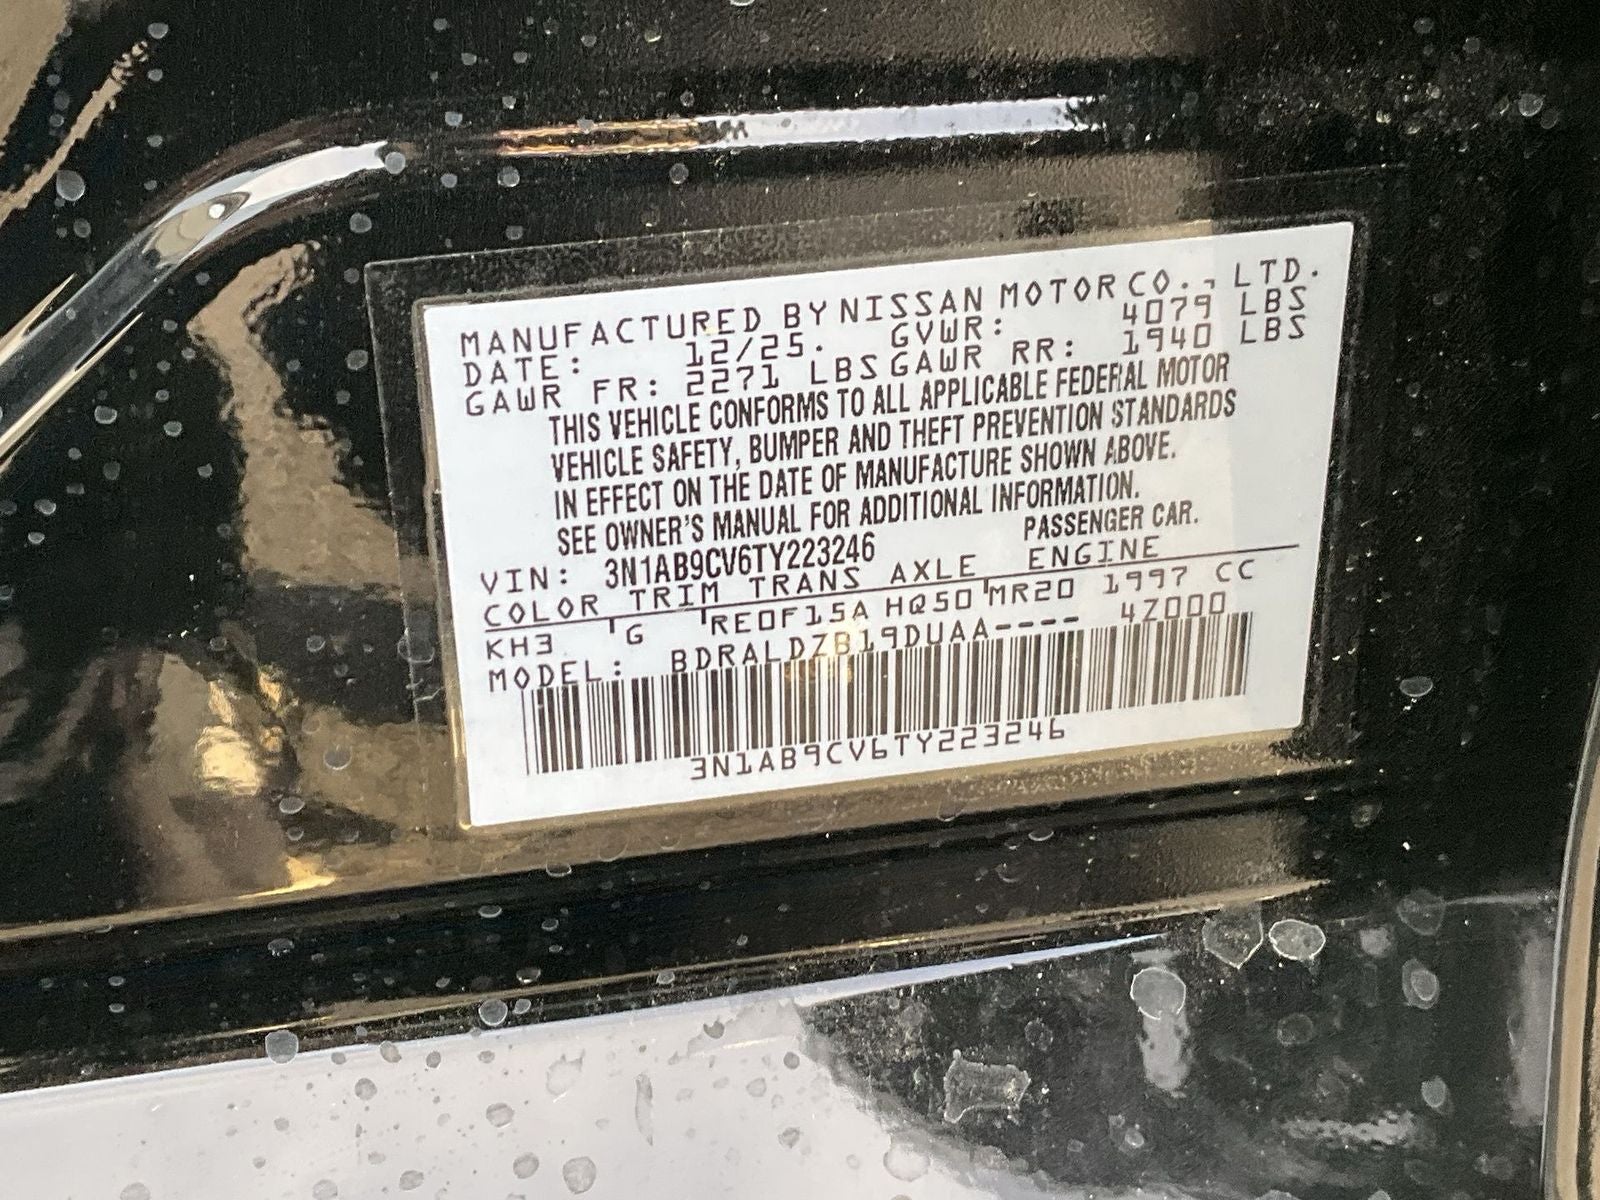 MANUFACTURED BY NISSAN MOTOR CO., LTD.
DATE: 12/25. GVWR: 4079 LBS
GAWR FR: 2271 LBS GAWR RR: 1940 LBS
THIS VEHICLE CONFORMS TO ALL APPLICABLE FEDERAL MOTOR
VEHICLE SAFETY, BUMPER AND THEFT PREVENTION STANDARDS
IN EFFECT ON THE DATE OF MANUFACTURE SHOWN ABOVE.
SEE OWNER'S MANUAL FOR ADDITIONAL INFORMATION.
VIN: 3N1AB9CV6TY223246 PASSENGER CAR.
COLOR TRIM TRANS AXLE ENGINE
KH3 G RE0F15A HQ50 MR20 1997 CC
MODEL: BDRALDZB19DUAA---- 4Z000
3N1AB9CV6TY223246